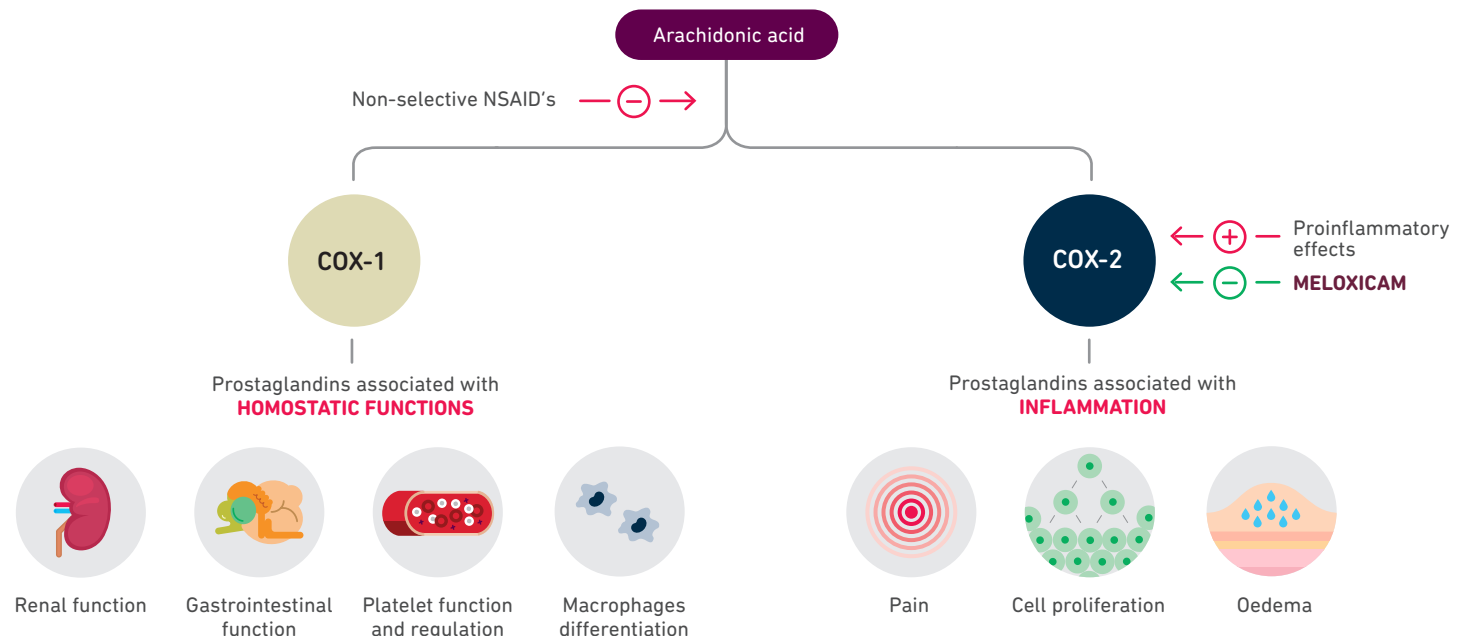 Arachidonic acid
Non-selective NSAID's
COX-1
COX-2
Proinflammatory
effects
MELOXICAM
Prostaglandins associated with
HOMOSTATIC FUNCTIONS
Prostaglandins associated with
INFLAMMATION
Renal function
Gastrointestinal
function
Platelet function
and regulation
Macrophages
differentiation
Pain
Cell proliferation
Oedema